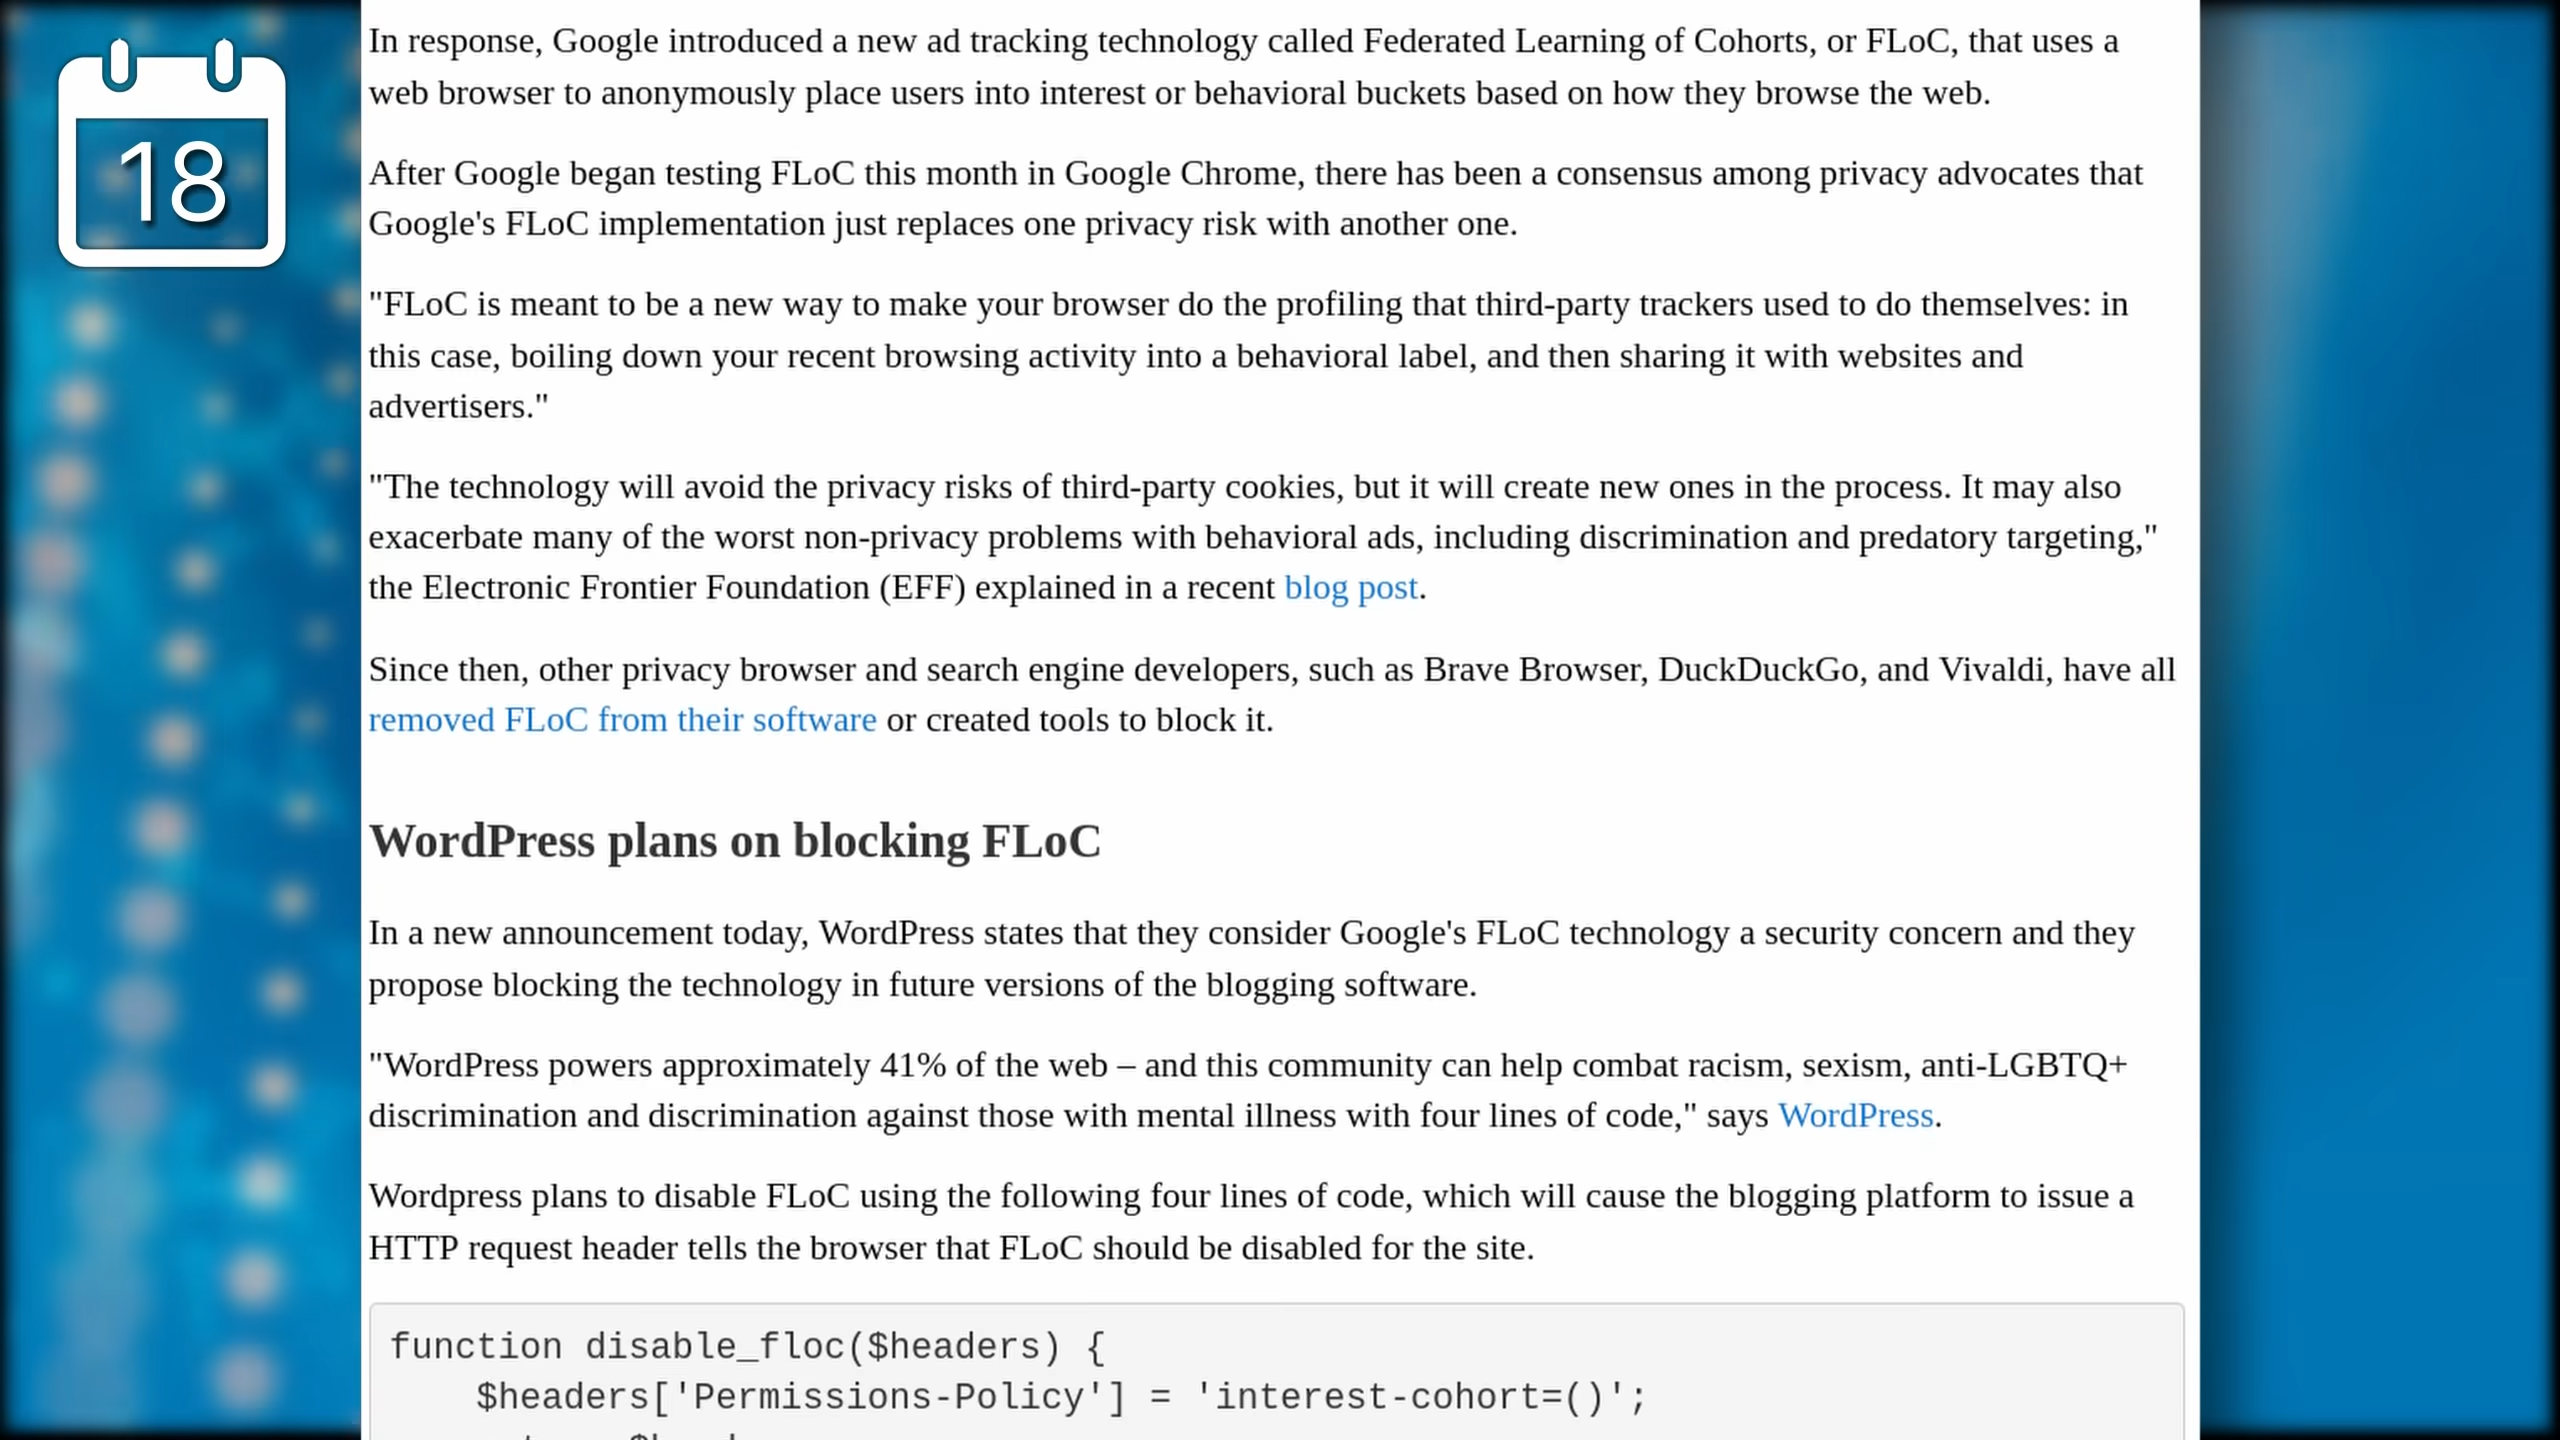 18
In response, Google introduced a new ad tracking technology called Federated Learning of Cohorts, or FLoC, that uses a
web browser to anonymously place users into interest or behavioral buckets based on how they browse the web.
After Google began testing FLoC this month in Google Chrome, there has been a consensus among privacy advocates that
Google's FLoC implementation just replaces one privacy risk with another one.
"FLoC is meant to be a new way to make your browser do the profiling that third-party trackers used to do themselves: in
this case, boiling down your recent browsing activity into a behavioral label, and then sharing it with websites and
advertisers."
"The technology will avoid the privacy risks of third-party cookies, but it will create new ones in the process. It may also
exacerbate many of the worst non-privacy problems with behavioral ads, including discrimination and predatory targeting,"
the Electronic Frontier Foundation (EFF) explained in a recent blog post.
Since then, other privacy browser and search engine developers, such as Brave Browser, DuckDuckGo, and Vivaldi, have all
removed FLoC from their software or created tools to block it.
WordPress plans on blocking FLoC
In a new announcement today, WordPress states that they consider Google's FLoC technology a security concern and they
propose blocking the technology in future versions of the blogging software.
"WordPress powers approximately 41% of the web – and this community can help combat racism, sexism, anti-LGBTQ+
discrimination and discrimination against those with mental illness with four lines of code," says WordPress.
Wordpress plans to disable FLoC using the following four lines of code, which will cause the blogging platform to issue a
HTTP request header tells the browser that FLoC should be disabled for the site.
function disable_floc($headers) {
$headers['Permissions-Policy'] = 'interest-cohort=()';